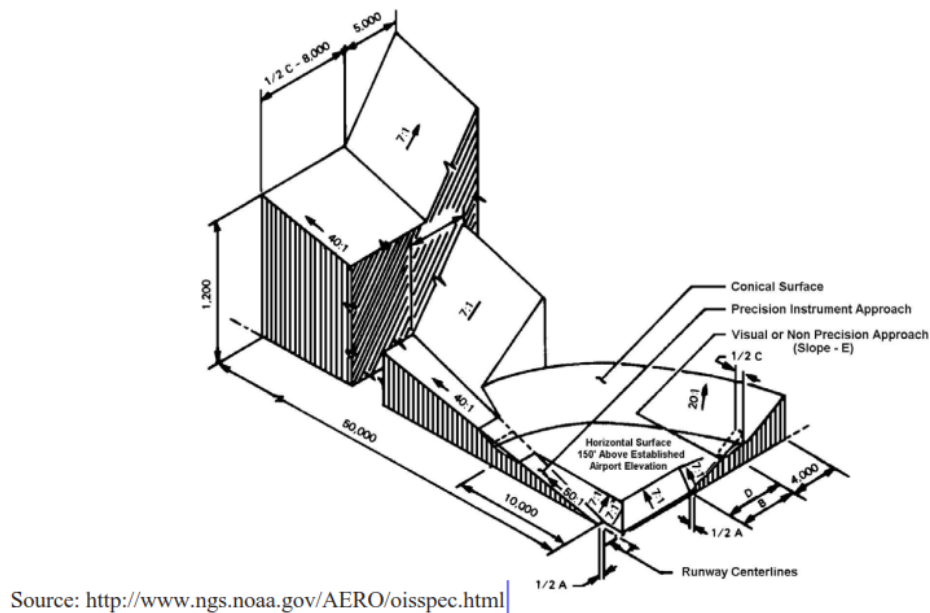 5,000
1/2 C - 8,000
7:1
40:1
1,200
7:1
Conical Surface
Precision Instrument Approach
Visual or Non Precision Approach
(Slope - E)
1/2 C
40:1
20:1
50,000
Horizontal Surface
150' Above Established
Airport Elevation
7:1
4,000
10,000
50:1
7:1
7:1
7:1
D
B
1/2 A
Runway Centerlines
1/2 A
Source: http://www.ngs.noaa.gov/AERO/oisspec.html